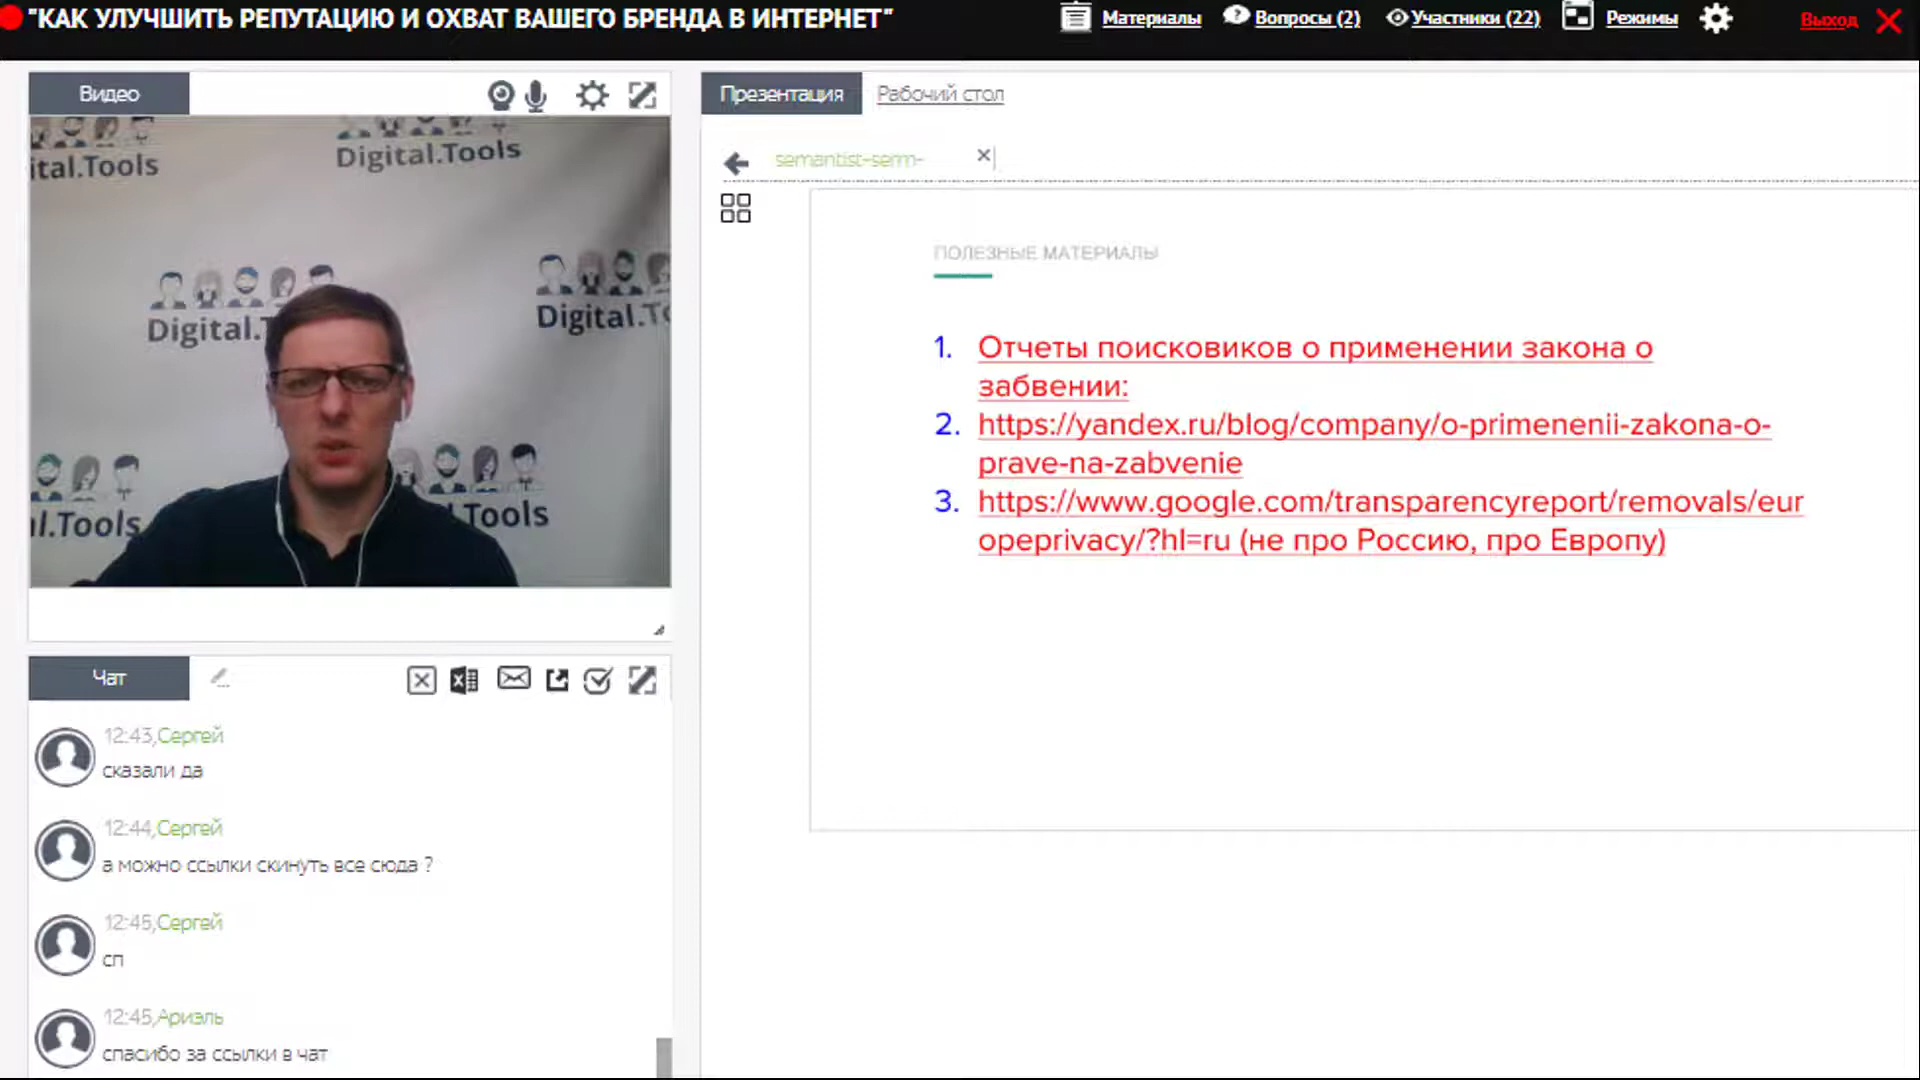 "КАК УЛУЧШИТЬ РЕПУТАЦИЮ И ОХВАТ ВАШЕГО БРЕНДА В ИНТЕРНЕТ"
Материалы
Вопросы (2)
Участники (22)
Режимы
Выход
Видео
Презентация
Рабочий стол
ital.Tools
Digital.Tools
Digital.T
Digital.To
l.Tools
Tools
semantist-serm-
ПОЛЕЗНЫЕ МАТЕРИАЛЫ
1. Отчеты поисковиков о применении закона о
забвении:
2. https://yandex.ru/blog/company/o-primenenii-zakona-o-
prave-na-zabvenie
3. https://www.google.com/transparencyreport/removals/eur
opeprivacy/?hl=ru (не про Россию, про Европу)
Чат
12:43,Сергей
сказали да
12:44,Сергей
а можно ссылки скинуть все сюда ?
12:45,Сергей
сп
12:45,Ариэль
спасибо за ссылки в чат